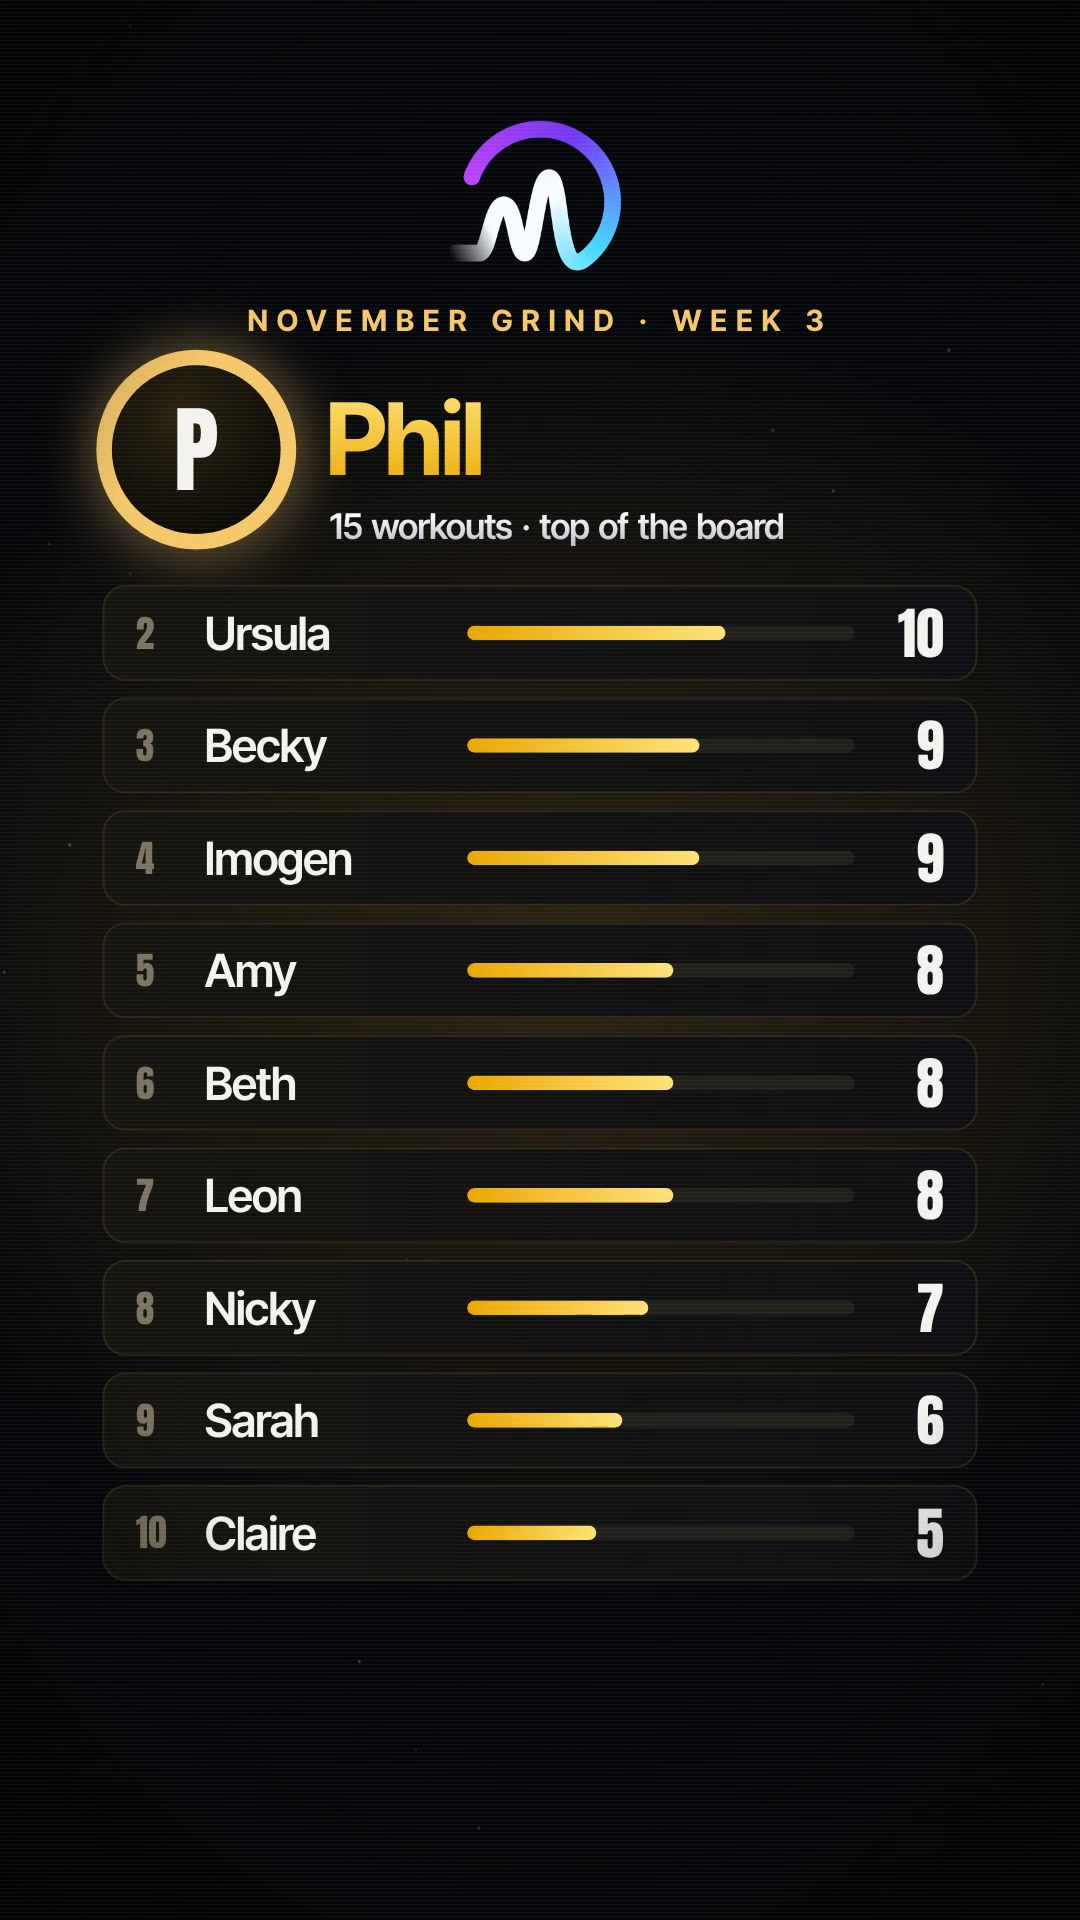 NOVEMBER GRIND · WEEK 3
P
Phil
15 workouts · top of the board
2 Ursula 10
3 Becky 9
4 Imogen 9
5 Amy 8
6 Beth 8
7 Leon 8
8 Nicky 7
9 Sarah 6
10 Claire 5